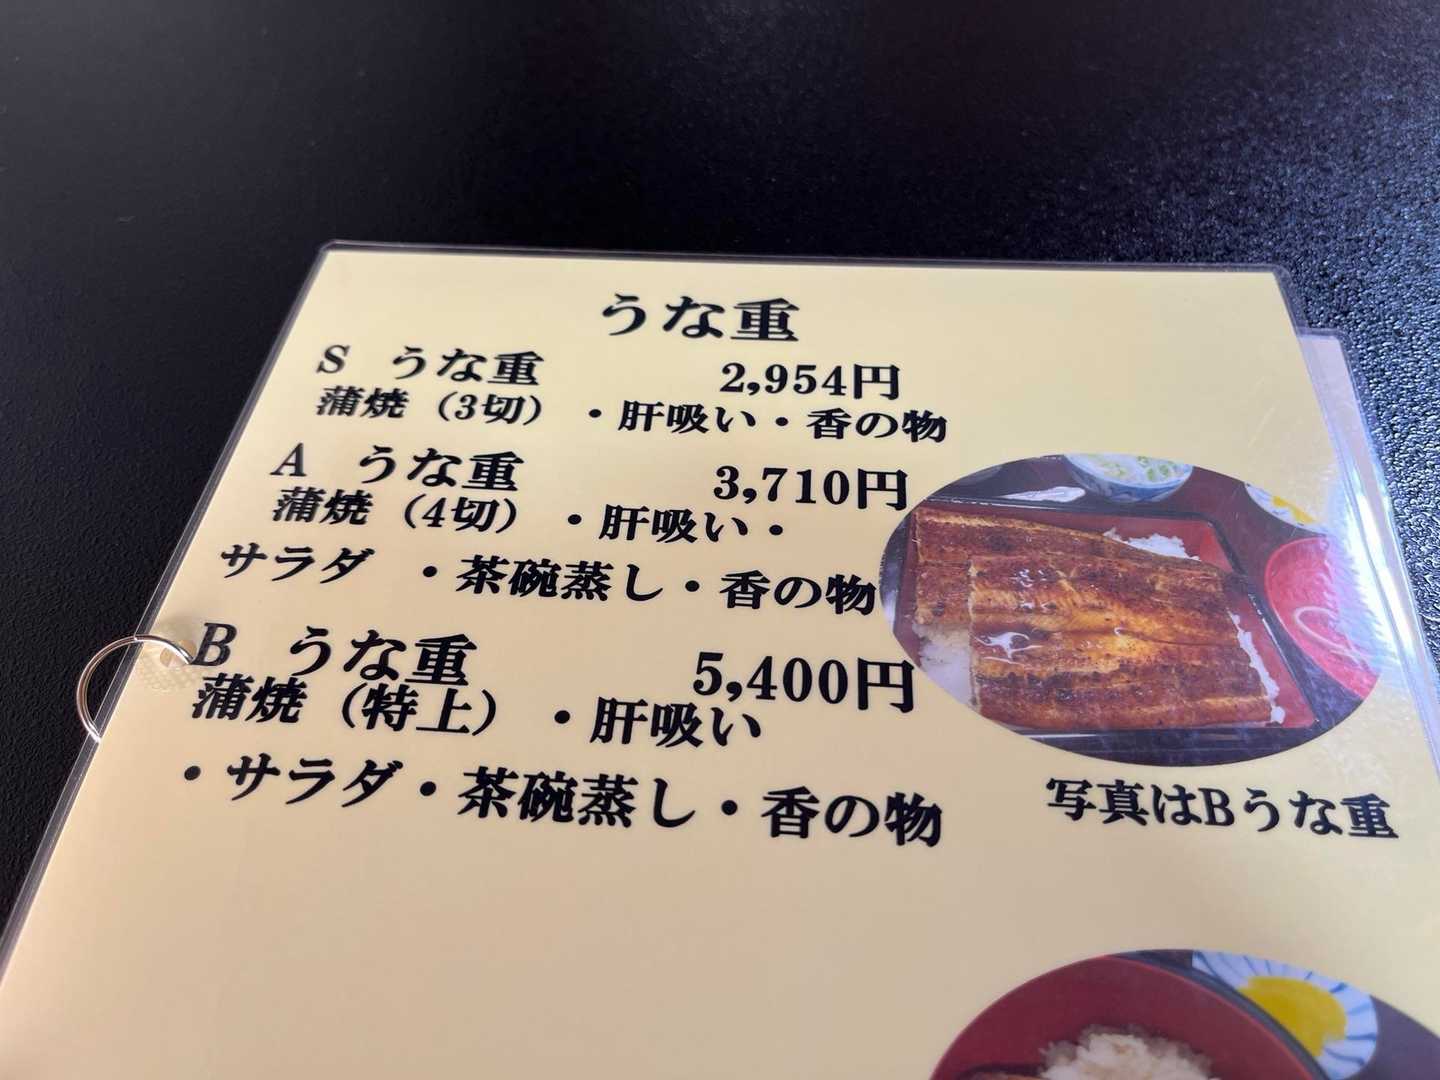 うな重
S うな重 2,954円
蒲焼（3切）・肝吸い・香の物
A うな重 3,710円
蒲焼（4切）・肝吸い・
サラダ ・茶碗蒸し・香の物
B うな重 5,400円
蒲焼（特上）・肝吸い
・サラダ・茶碗蒸し・香の物
写真はBうな重